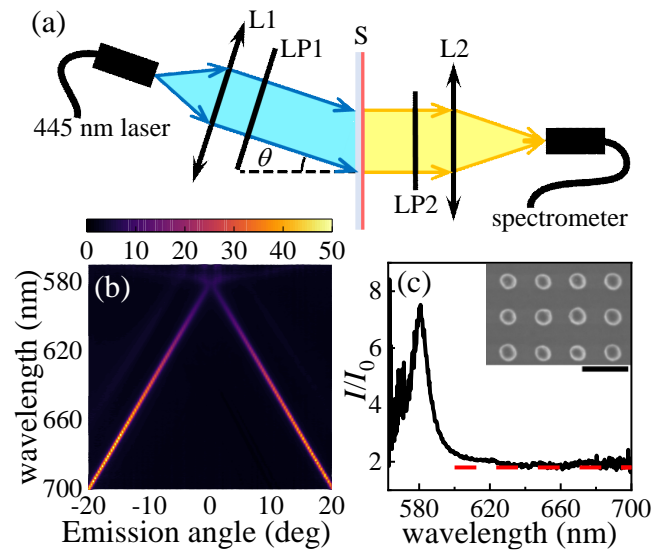 (a)
L1
LP1
S
L2
445 nm laser
θ
LP2
spectrometer
0 10 20 30 40 50
(b)
580
620
660
700
wavelength (nm)
-20 -10 0 10 20
Emission angle (deg)
(c)
8
6
4
2
I/I0
580 620 660 700
wavelength (nm)